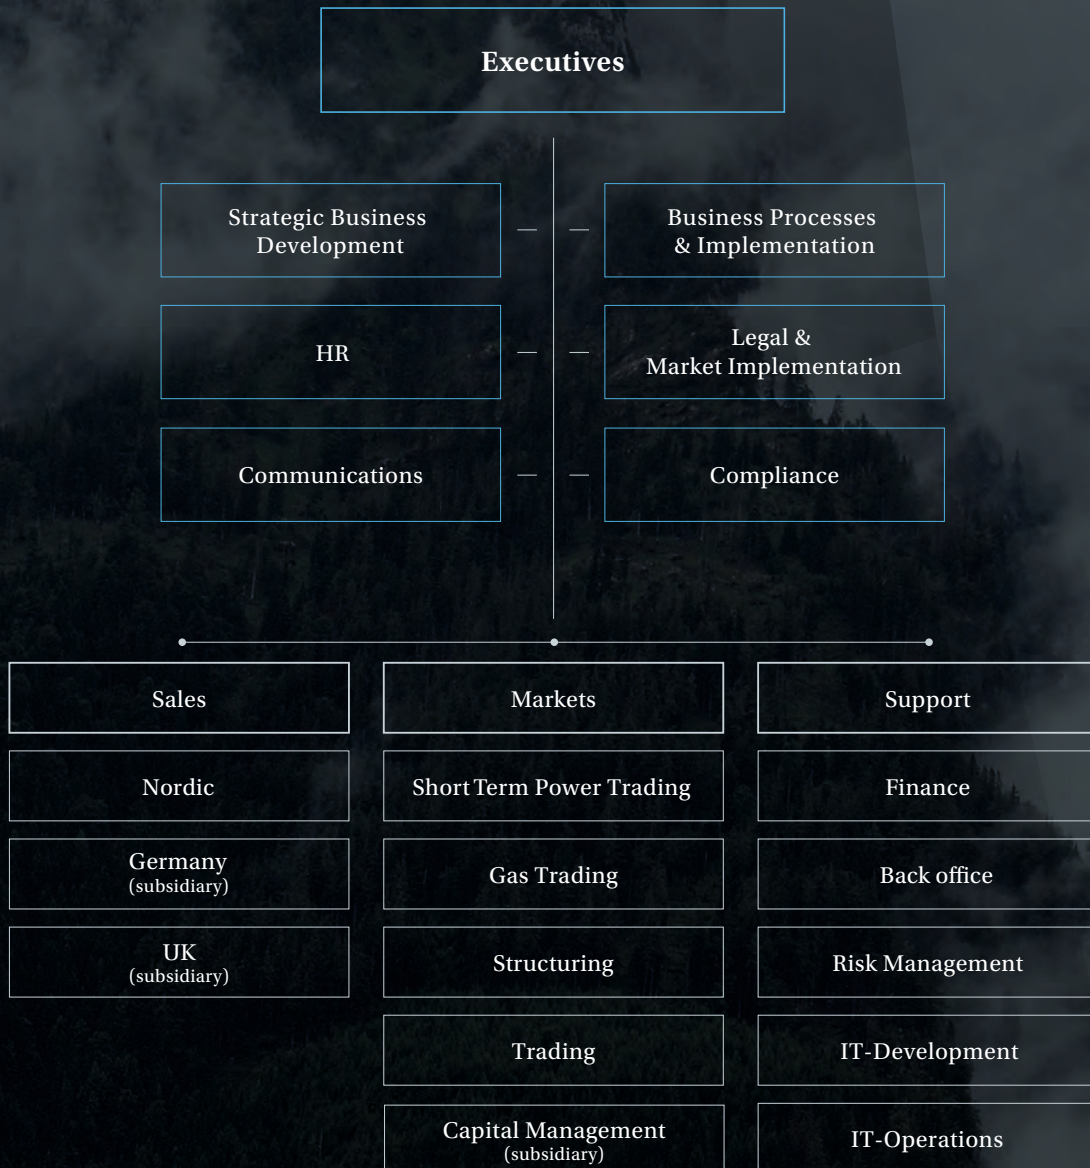 Executives
Strategic Business
Development
Business Processes
& Implementation
HR
Legal &
Market Implementation
Communications
Compliance
Sales
Markets
Support
Nordic
Short Term Power Trading
Finance
Germany
(subsidiary)
Gas Trading
Back office
UK
(subsidiary)
Structuring
Risk Management
Trading
IT-Development
Capital Management
(subsidiary)
IT-Operations